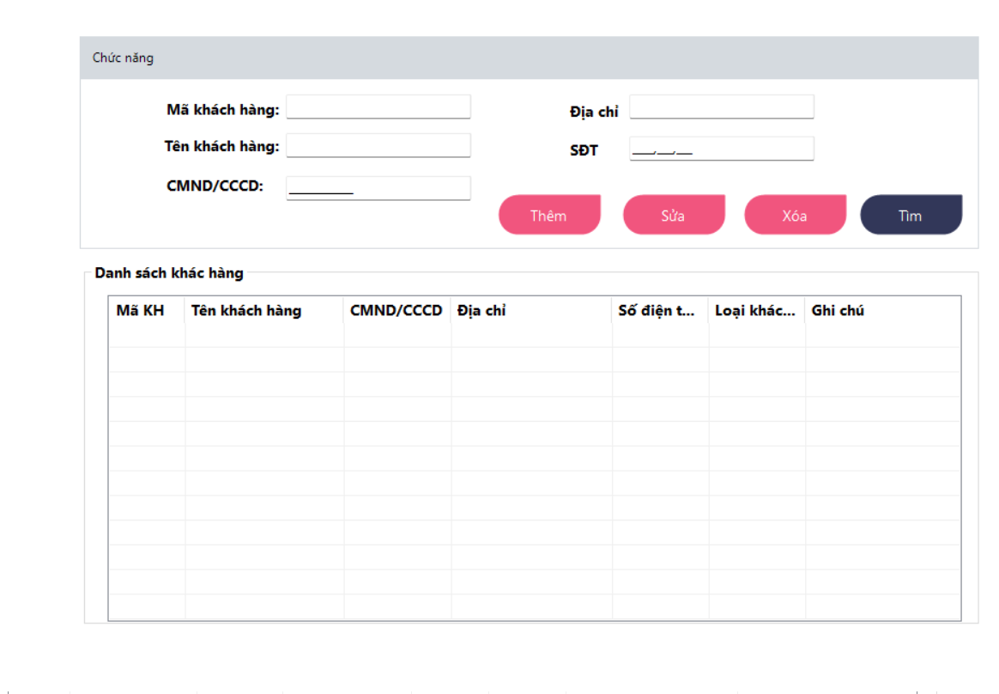 Chức năng
Mã khách hàng:
Địa chỉ
Tên khách hàng:
SĐT
___.__.__
CMND/CCCD:
_________
Thêm
Sửa
Xóa
Tìm
Danh sách khác hàng
Mã KH Tên khách hàng CMND/CCCD Địa chỉ Số điện t... Loại khác... Ghi chú